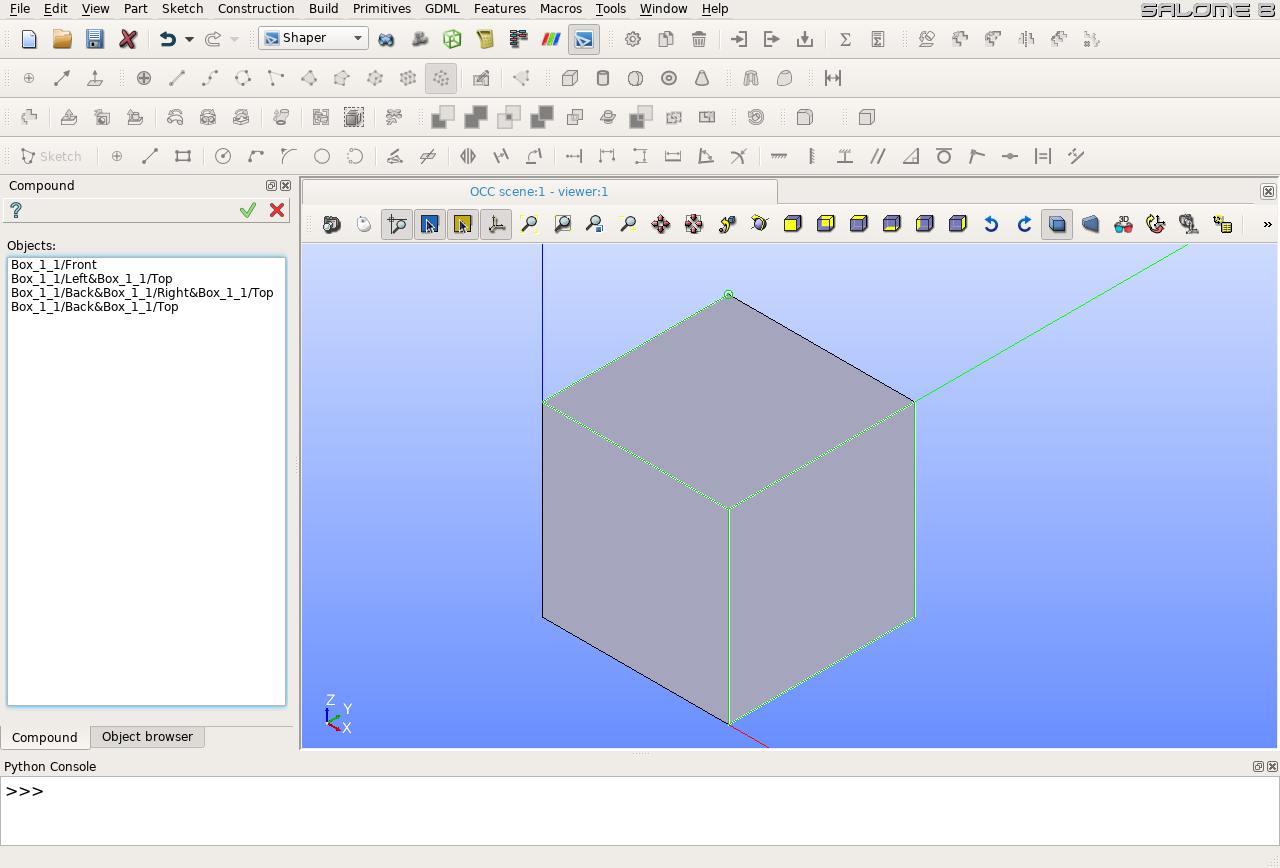 File Edit View Part Sketch Construction Build Primitives GDML Features Macros Tools Window Help
SALOME 8
Shaper
Sketch
Compound
OCC scene:1 - viewer:1
?
»
Objects:
Box_1_1/Front
Box_1_1/Left&Box_1_1/Top
Box_1_1/Back&Box_1_1/Right&Box_1_1/Top
Box_1_1/Back&Box_1_1/Top
Z
Y
X
Compound Object browser
Python Console
>>>